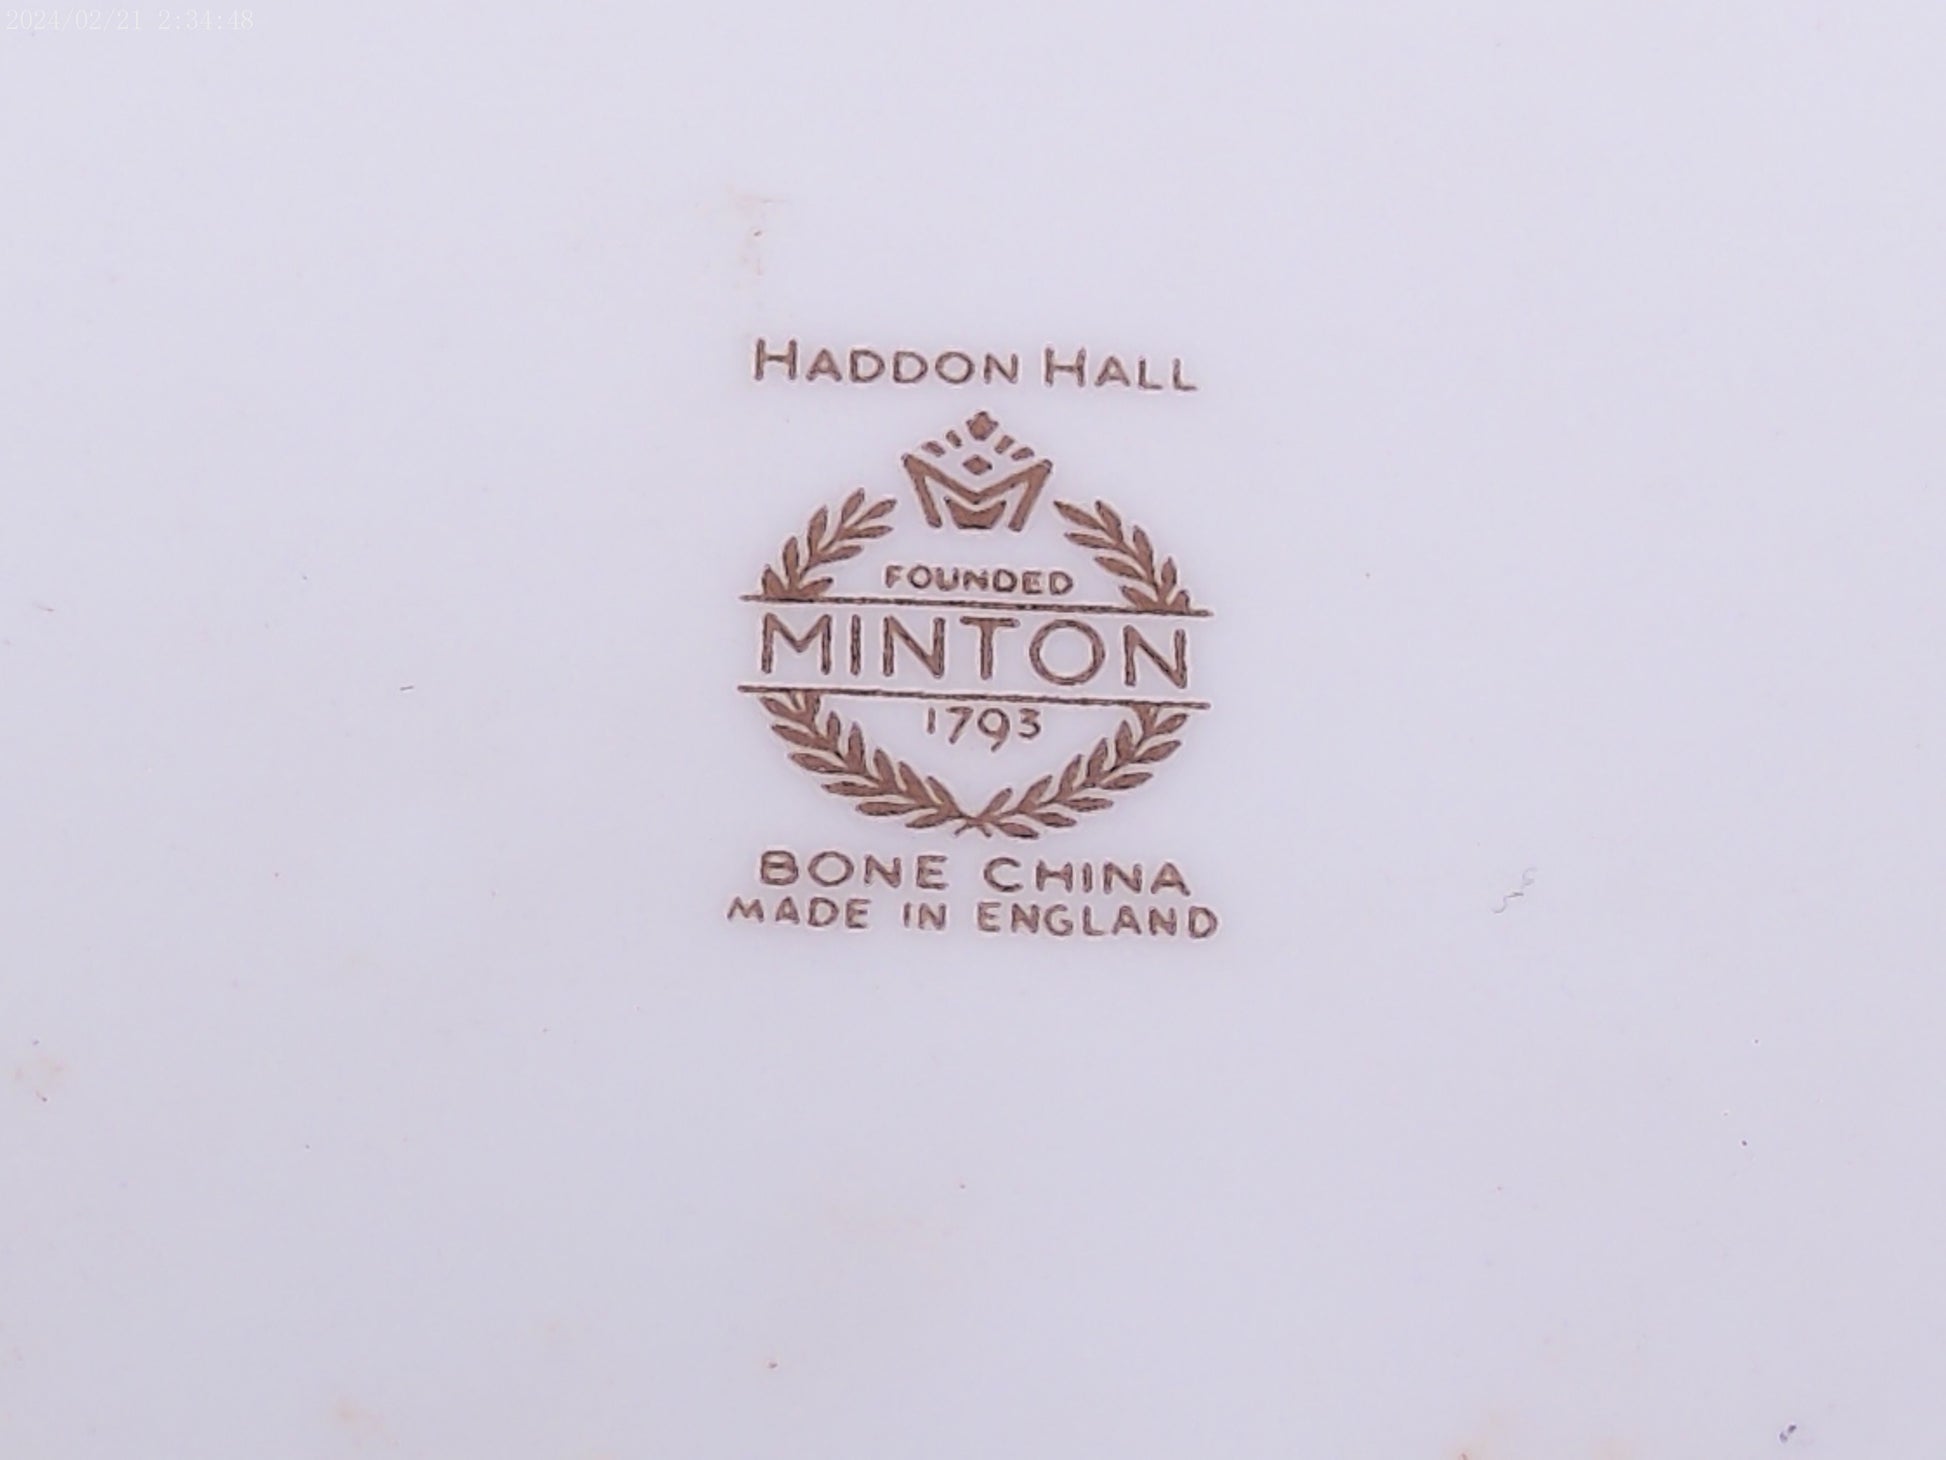 2024/02/21 2:34:48
HADDON HALL
FOUNDED
MINTON
1793
BONE CHINA
MADE IN ENGLAND